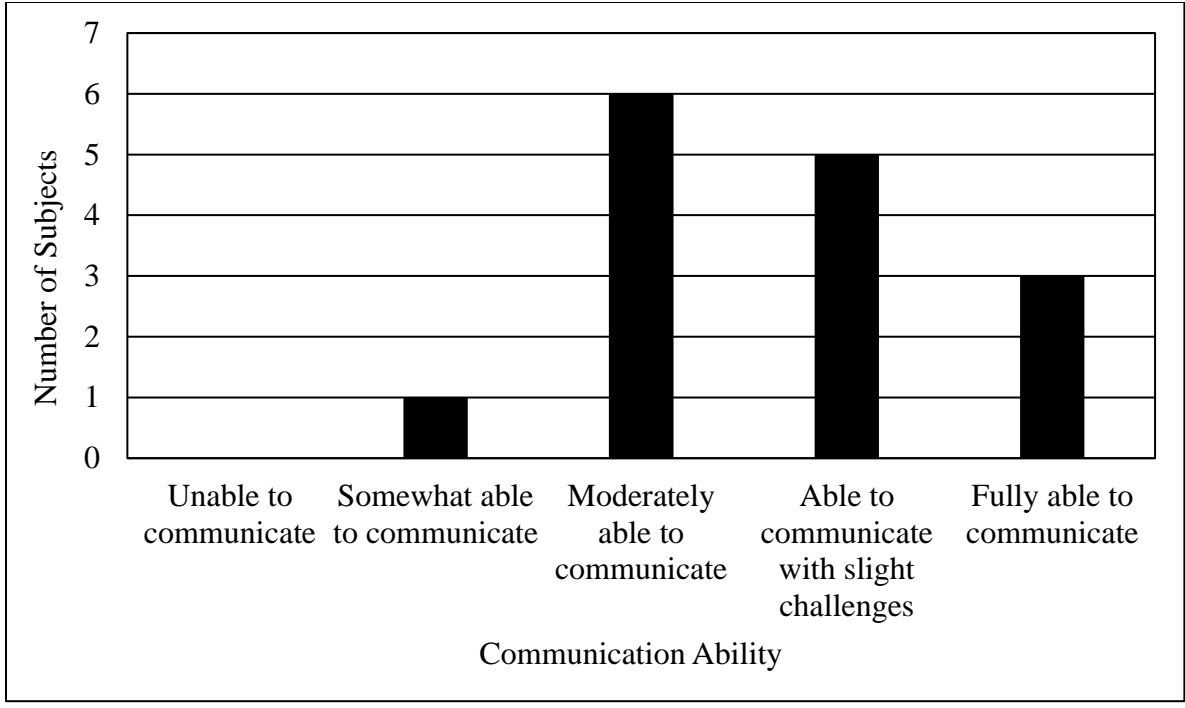 7
6
5
4
3
2
1
0
Number of Subjects
Unable to
communicate
Somewhat able
to communicate
Moderately
able to
communicate
Able to
communicate
with slight
challenges
Fully able to
communicate
Communication Ability